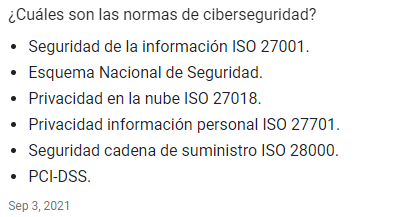 ¿Cuáles son las normas de ciberseguridad?
• Seguridad de la información ISO 27001.
• Esquema Nacional de Seguridad.
• Privacidad en la nube ISO 27018.
• Privacidad información personal ISO 27701.
• Seguridad cadena de suministro ISO 28000.
• PCI-DSS.
Sep 3, 2021